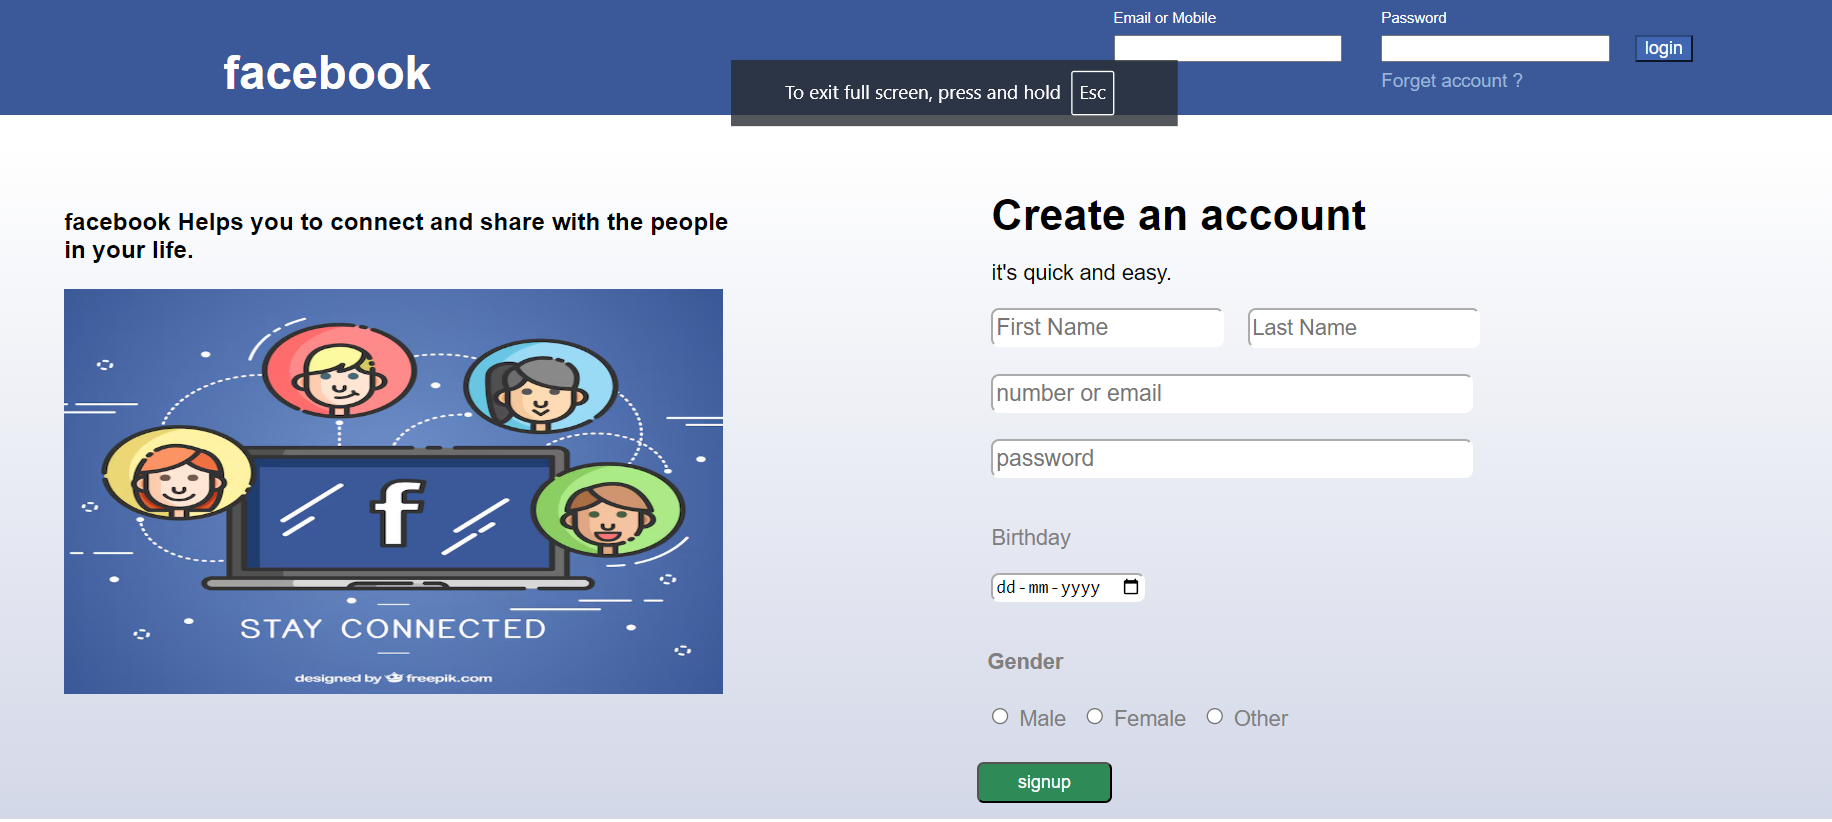 Email or Mobile
Password
facebook
login
Forget account ?
To exit full screen, press and hold Esc
facebook Helps you to connect and share with the people
in your life.
f
STAY CONNECTED
designed by freepik.com
Create an account
it's quick and easy.
First Name
Last Name
number or email
password
Birthday
dd-mm-yyyy
Gender
Male
Female
Other
signup